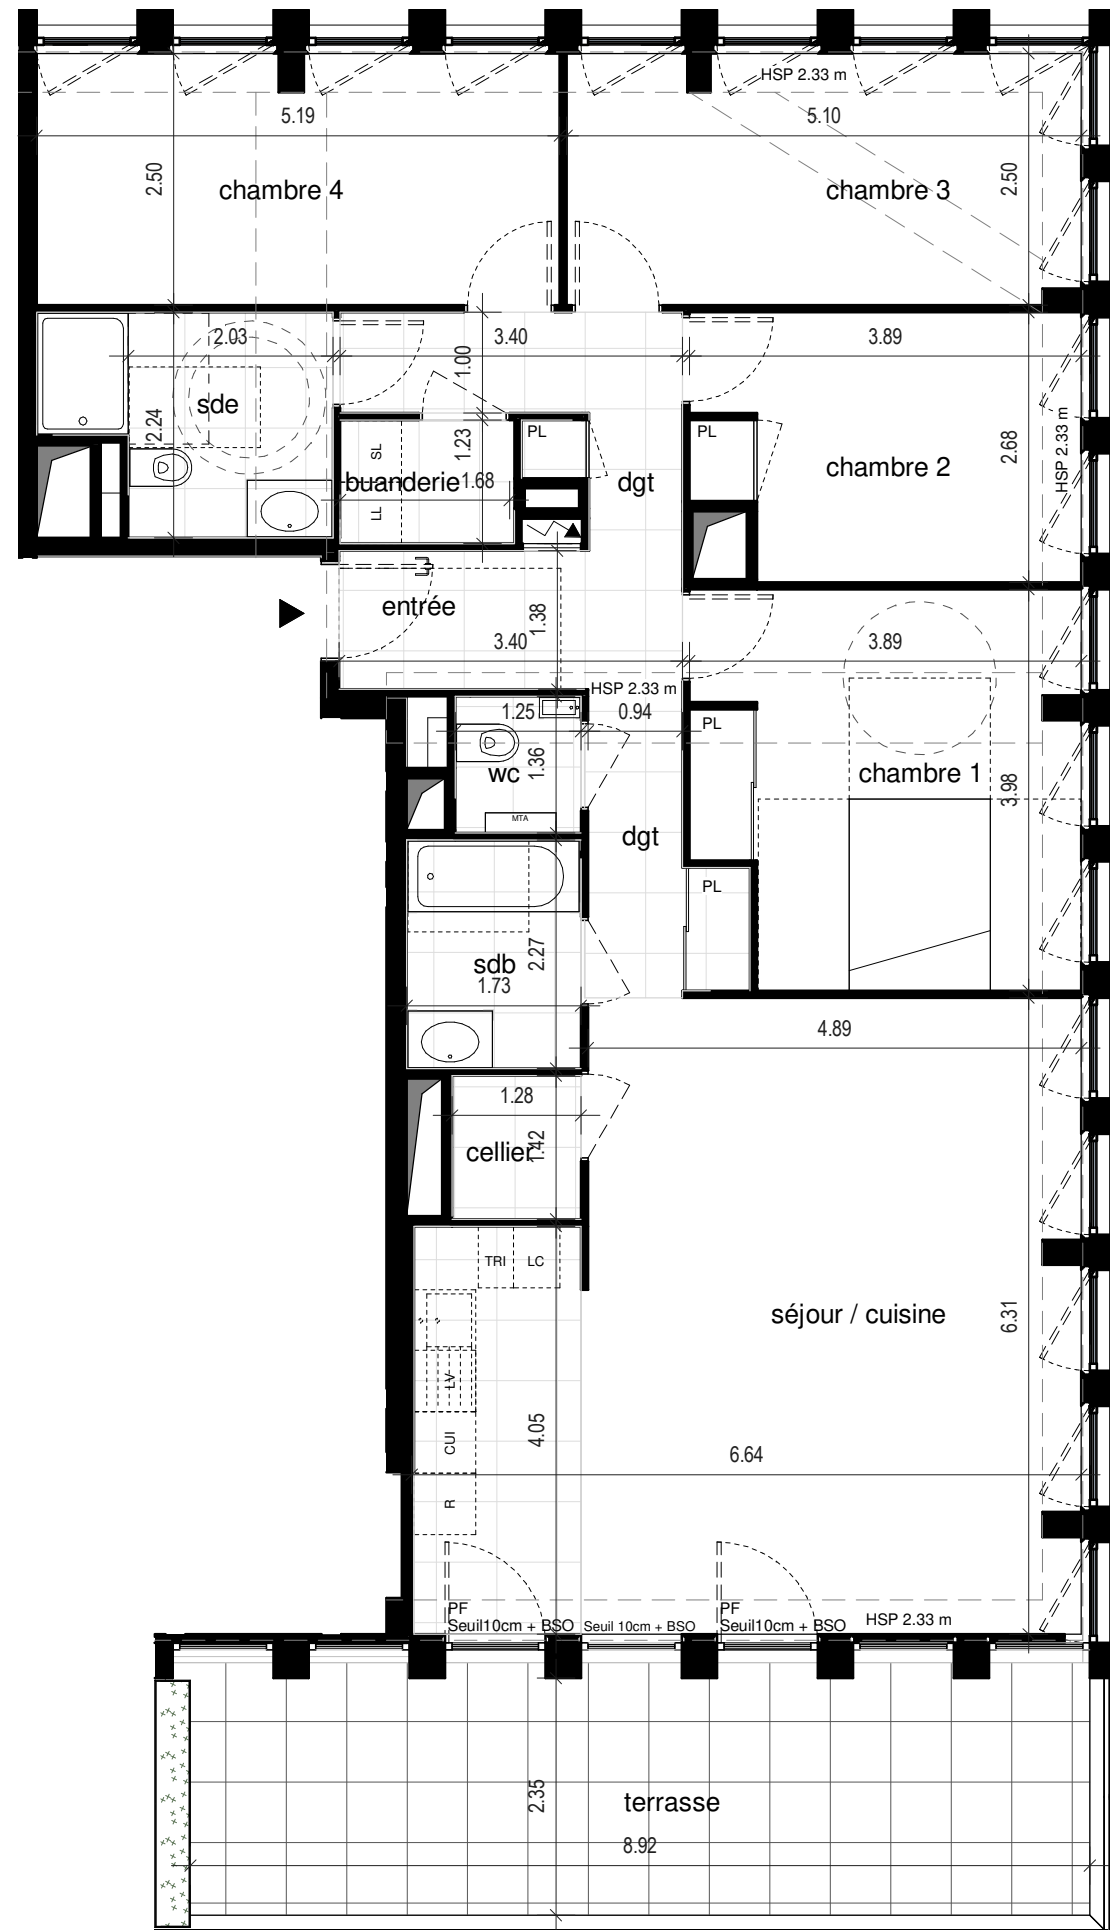 HSP 2.33 m
5.19
5.10
2.50
chambre 4
chambre 3
2.50
2.03
3.40
3.89
1.00
sde
2.24
PL
PL
SL
1.23
buanderie
1.68
LL
dgt
chambre 2
2.68
HSP 2.33 m
entrée
1.38
3.40
3.89
HSP 2.33 m
1.25
0.94
PL
wc
1.36
chambre 1
3.98
MTA
dgt
PL
sdb
2.27
1.73
4.89
1.28
cellier
1.42
TRI
LC
séjour / cuisine
6.31
LV
CUI
4.05
6.64
R
PF
Seuil10cm + BSO
Seuil 10cm + BSO
PF
Seuil10cm + BSO
HSP 2.33 m
2.35
terrasse
8.92